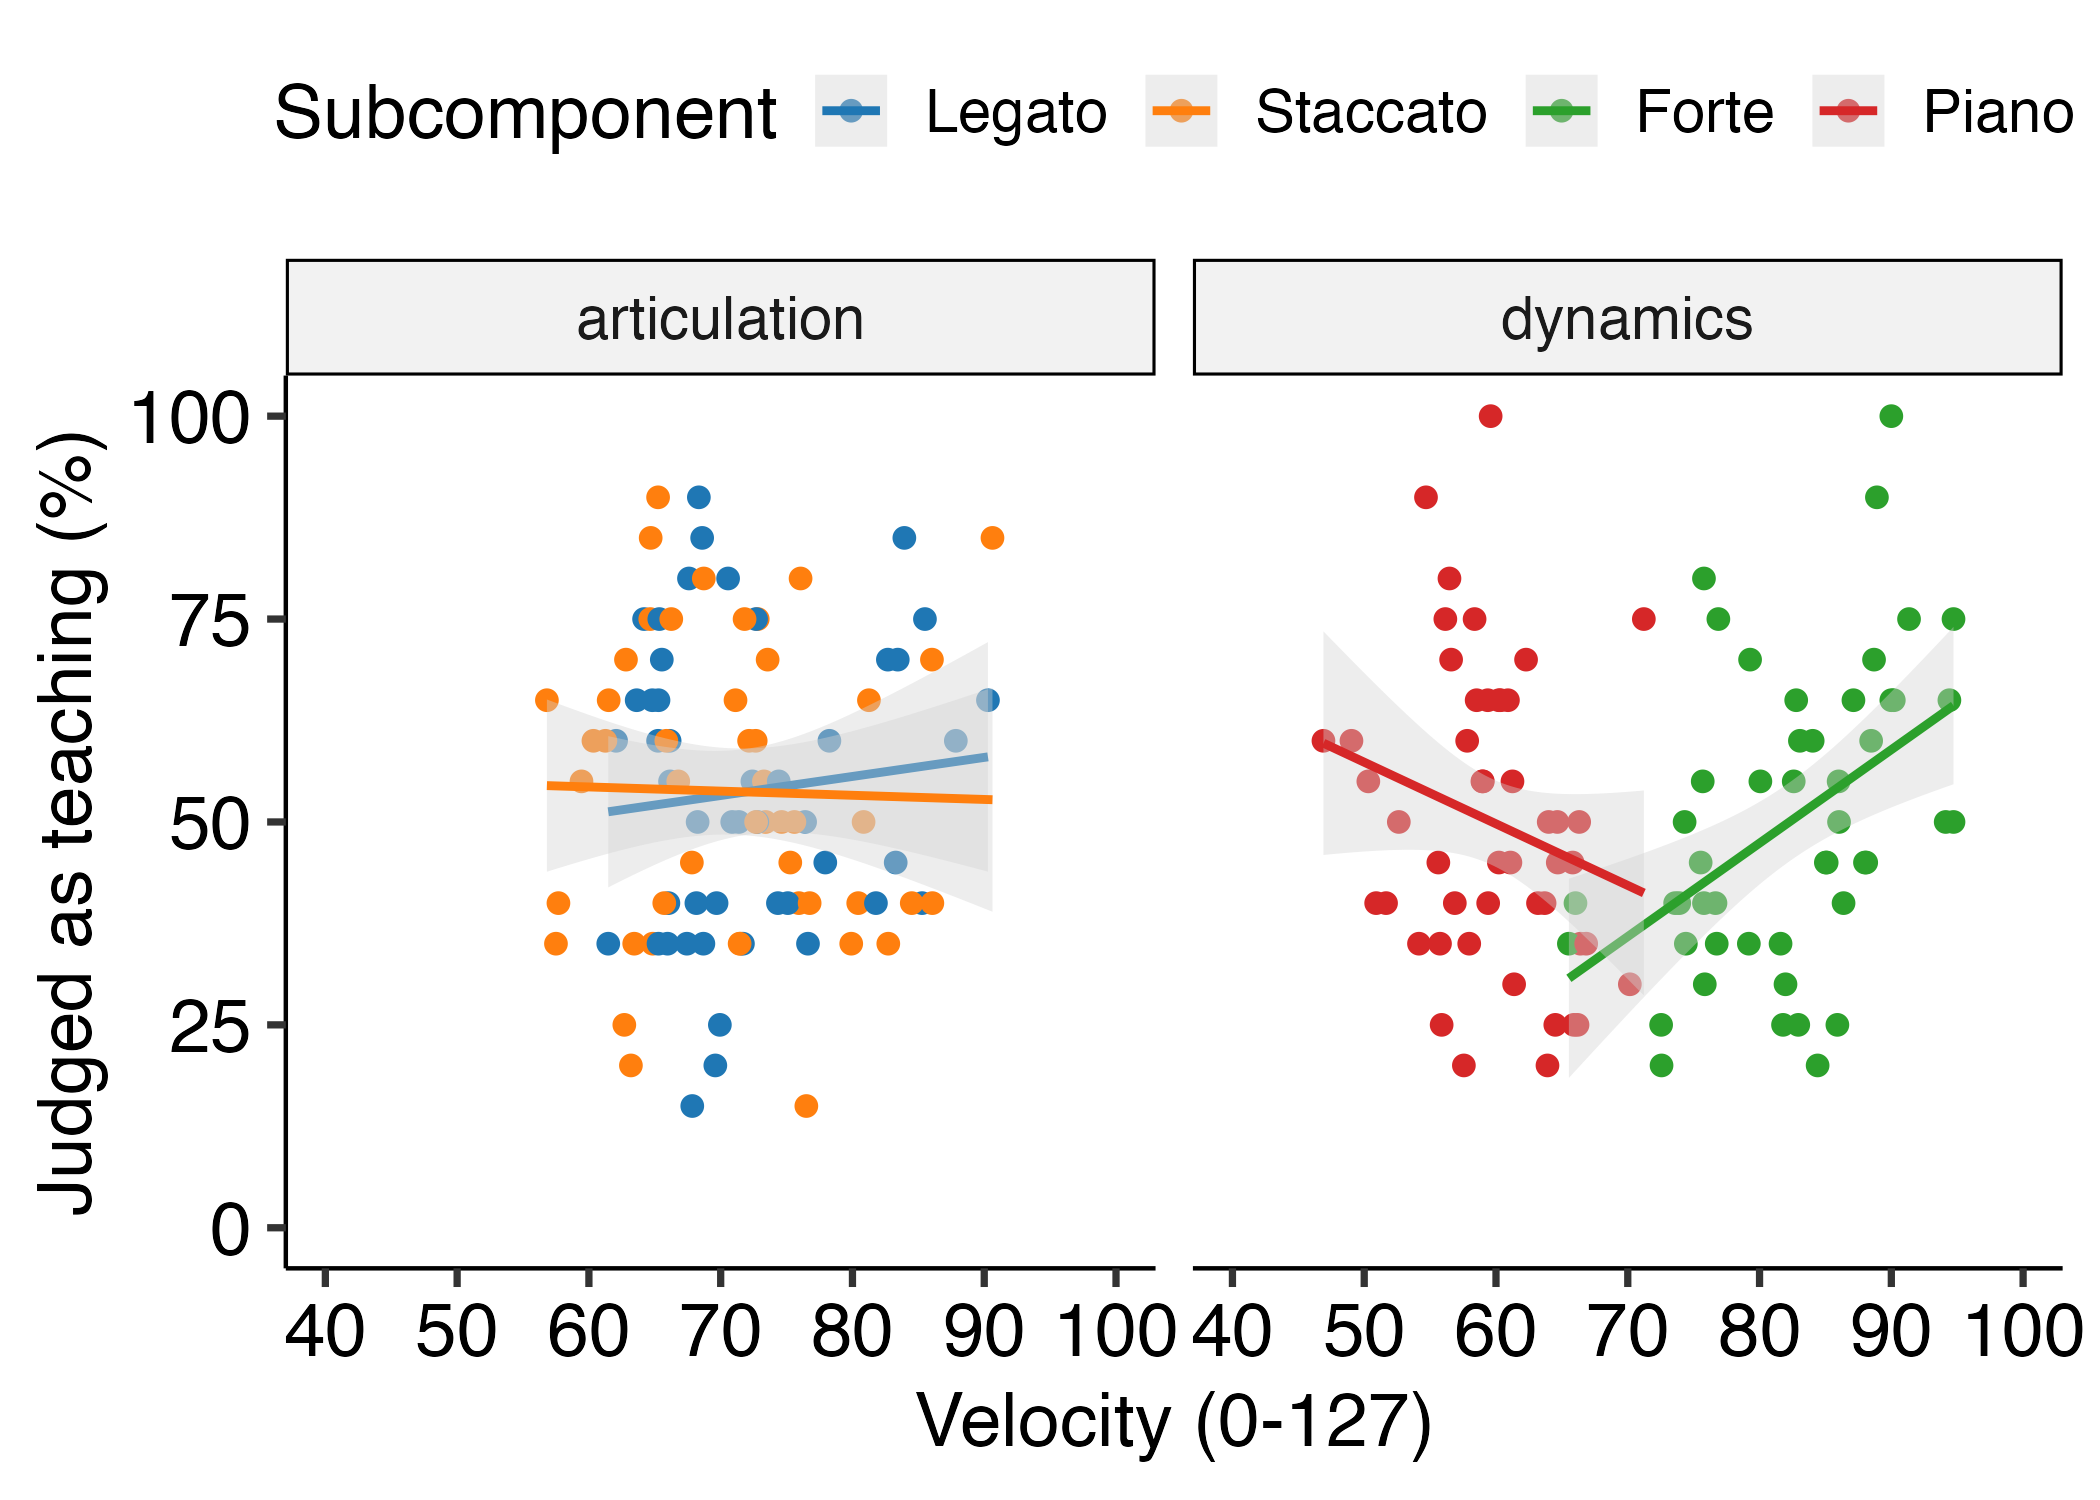 Subcomponent Legato Staccato Forte Piano
articulation dynamics
Judged as teaching (%)
100
75
50
25
0
40 50 60 70 80 90 100 40 50 60 70 80 90 100
Velocity (0-127)